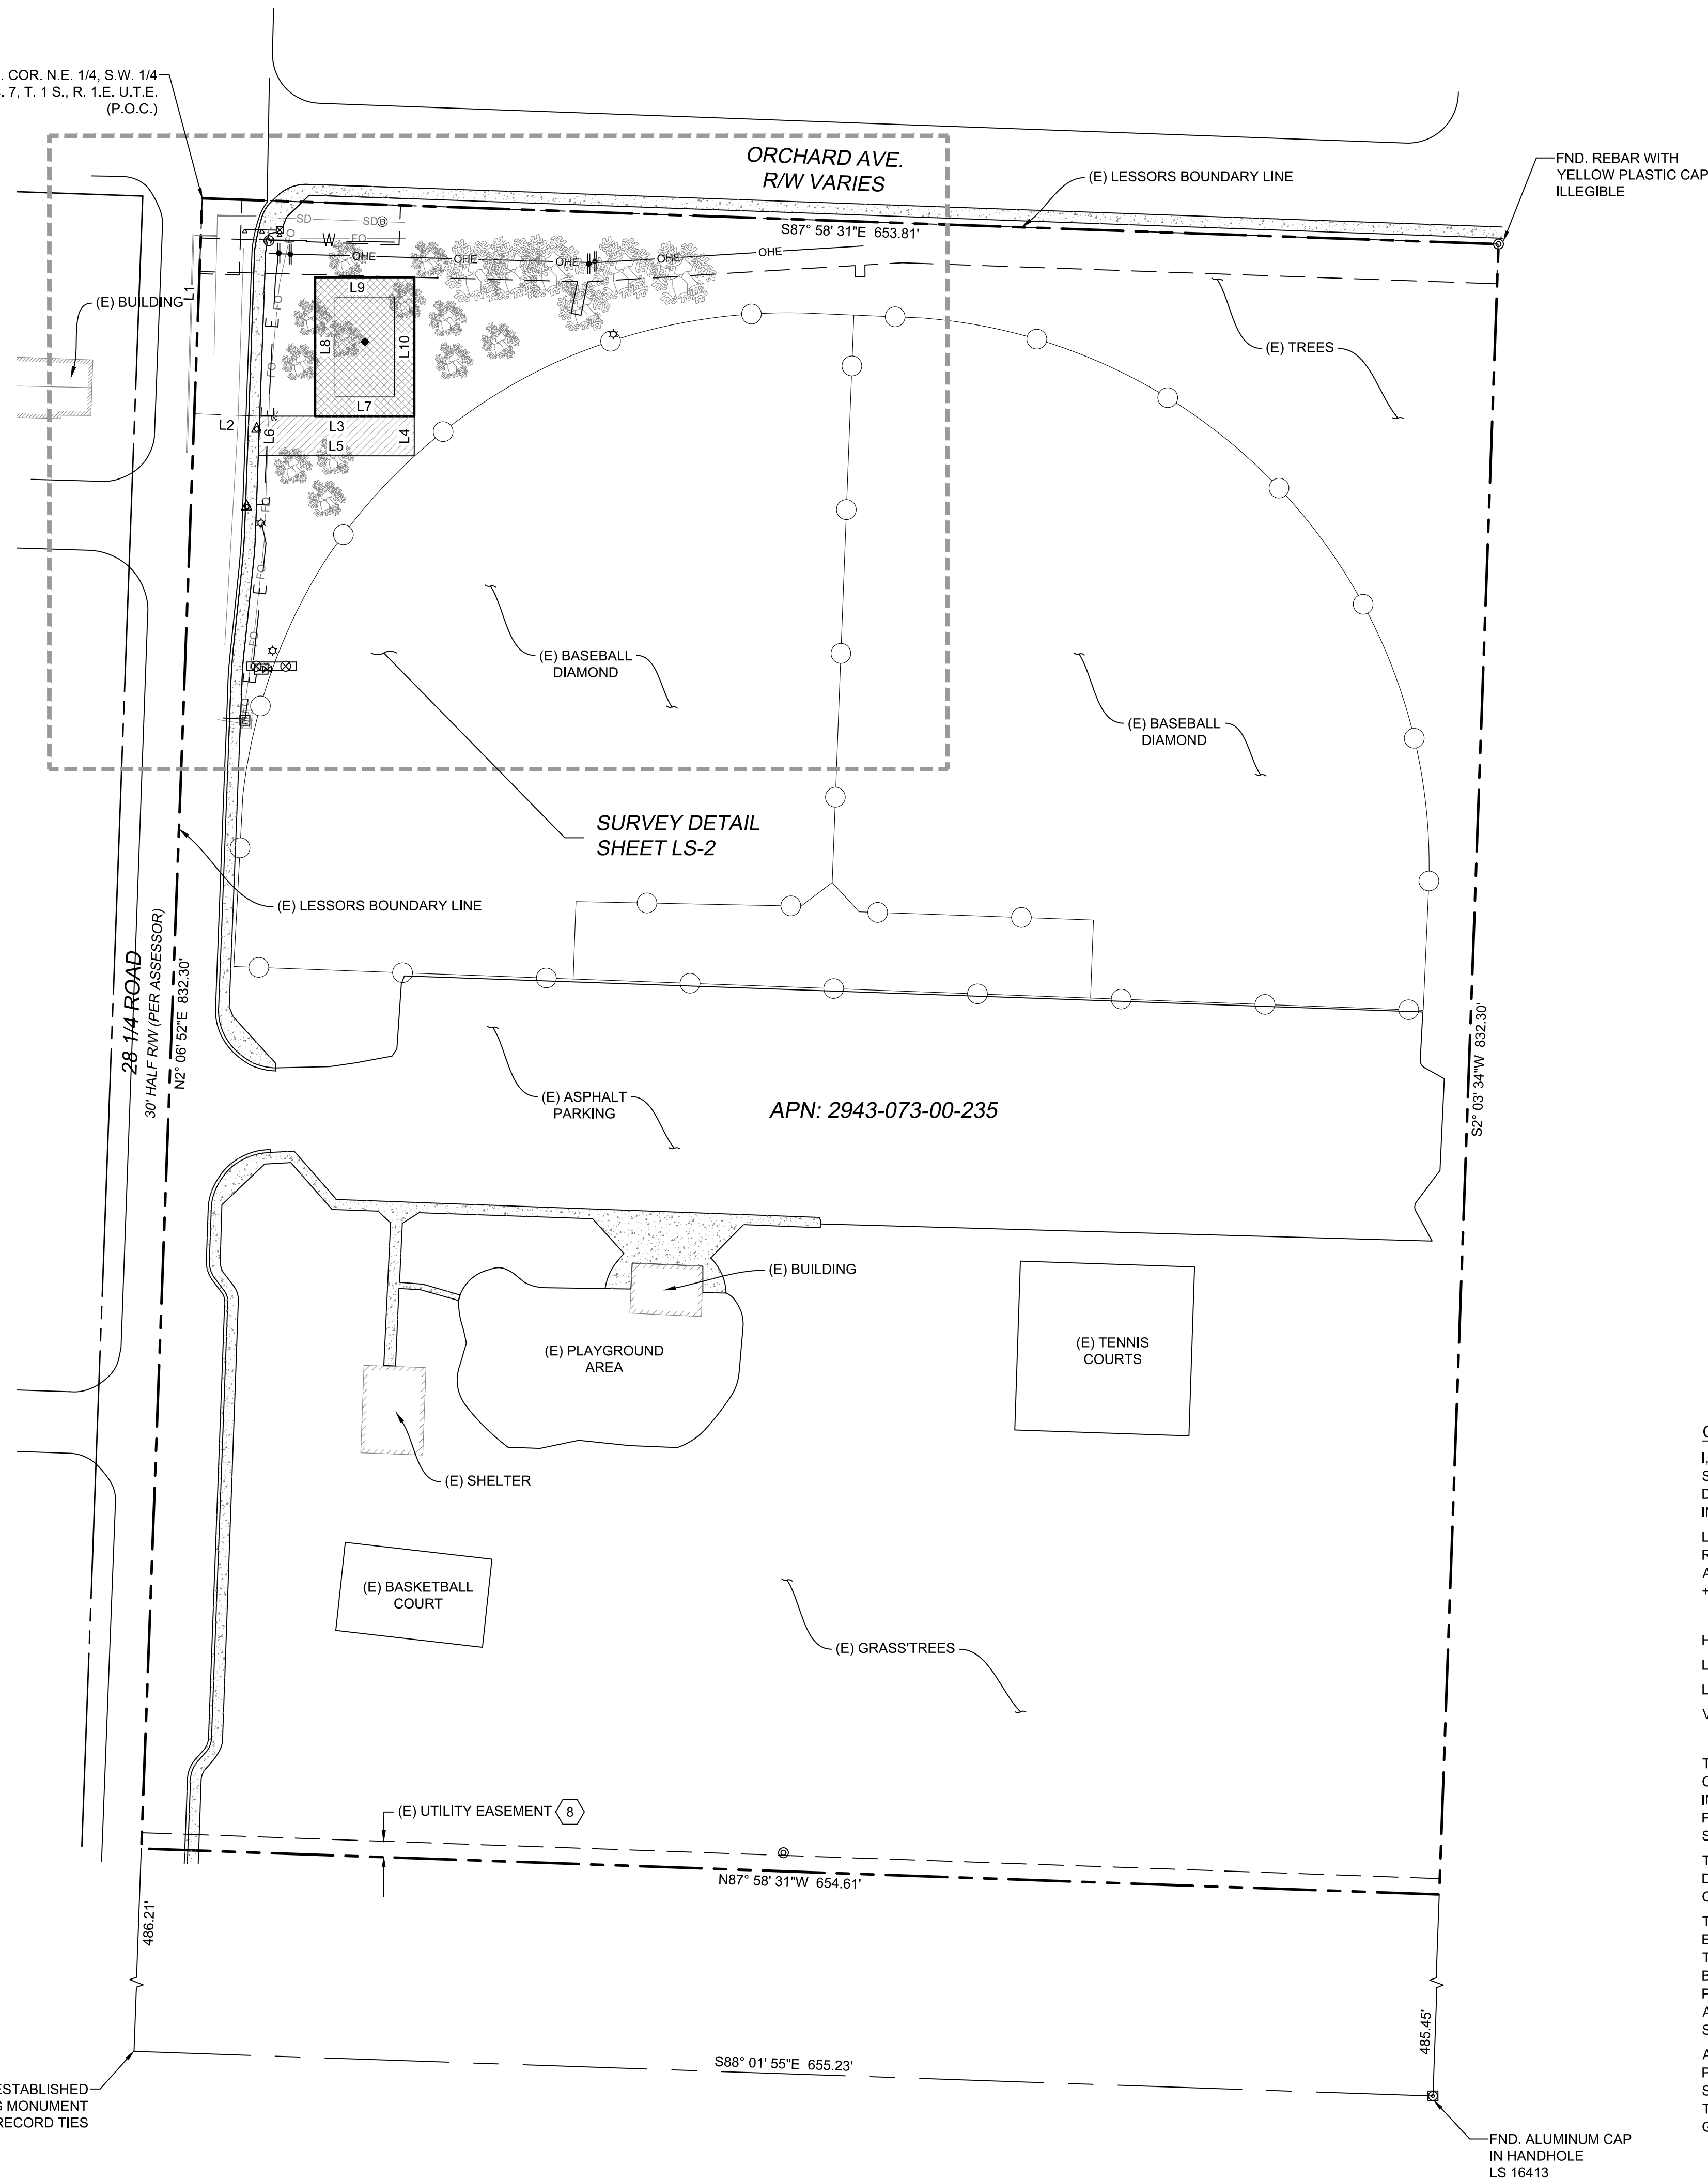 . COR. N.E. 1/4, S.W. 1/4
. 7, T. 1 S., R. 1.E. U.T.E.
(P.O.C.)
ORCHARD AVE.
R/W VARIES
(E) LESSORS BOUNDARY LINE
FND. REBAR WITH
YELLOW PLASTIC CAP
ILLEGIBLE
S87° 58' 31"E 653.81'
SD
SD
W
FO
FO
OHE
OHE
OHE
OHE
OHE
(E) BUILDING
L1
L9
L8
L10
L7
L2
L6
L3
L4
L5
E
FO
FO
(E) TREES
FO
E
FO
E
FO
E
(E) BASEBALL
DIAMOND
(E) BASEBALL
DIAMOND
SURVEY DETAIL
SHEET LS-2
(E) LESSORS BOUNDARY LINE
28 1/4 ROAD
30' HALF R/W (PER ASSESSOR)
N2° 06' 52"E 832.30'
S2° 03' 34"W 832.30'
(E) ASPHALT
PARKING
APN: 2943-073-00-235
(E) BUILDING
(E) PLAYGROUND
AREA
(E) TENNIS
COURTS
(E) SHELTER
(E) BASKETBALL
COURT
(E) GRASS'TREES
(E) UTILITY EASEMENT 8
N87° 58' 31"W 654.61'
486.21'
485.45'
S88° 01' 55"E 655.23'
ESTABLISHED
G MONUMENT
RECORD TIES
FND. ALUMINUM CAP
IN HANDHOLE
LS 16413